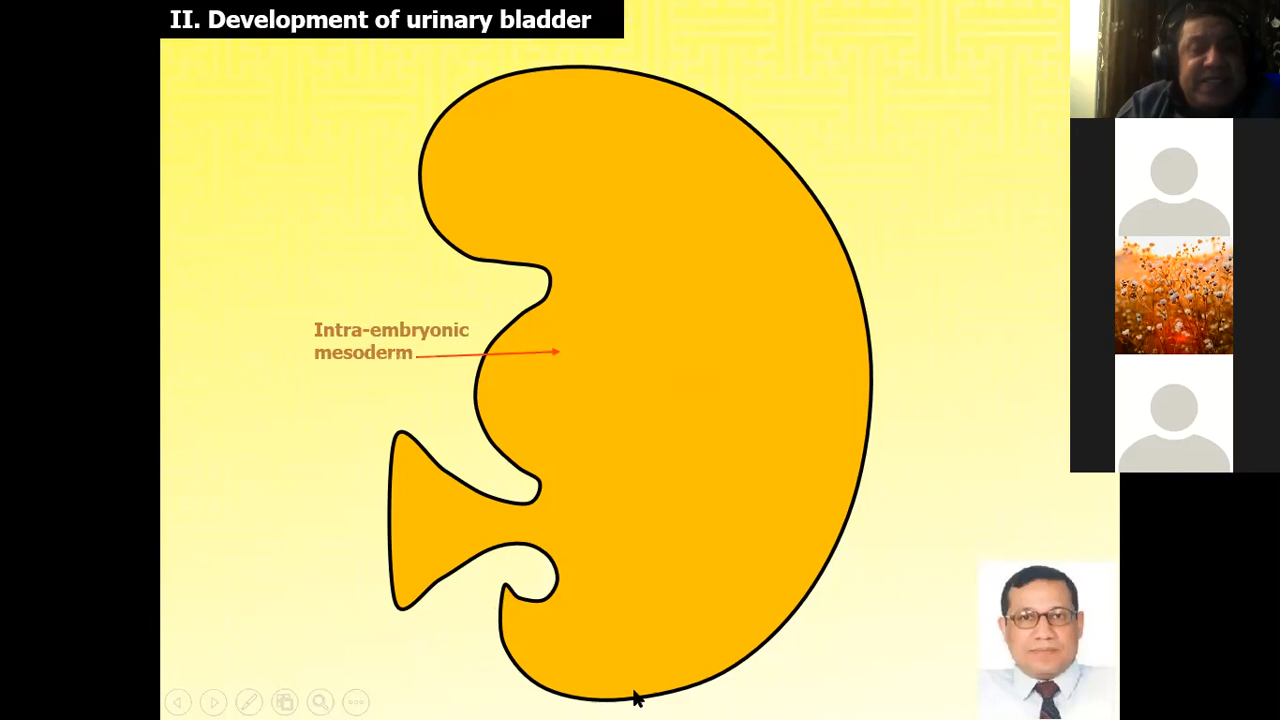 II. Development of urinary bladder
Intra-embryonic
mesoderm